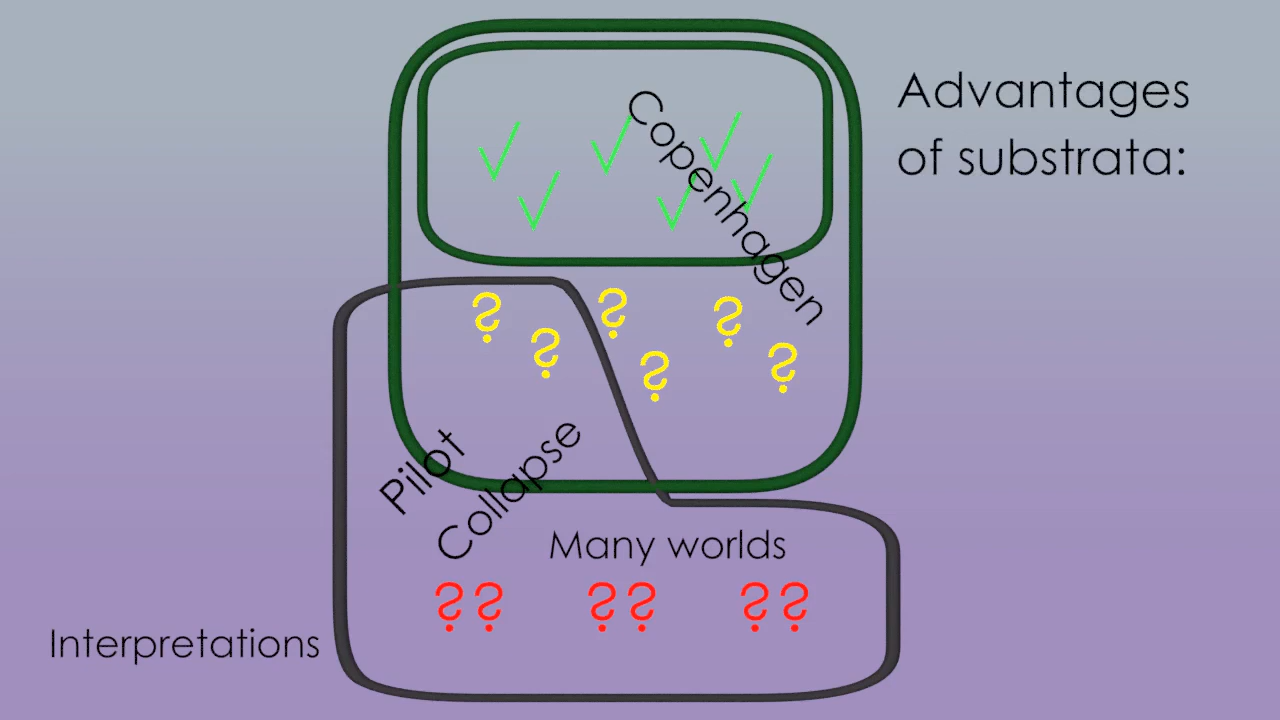 Advantages
of substrata:
Copenhagen
? ? ? ?
? ? ?
Pilot
Collapse
Many worlds
?? ?? ??
Interpretations